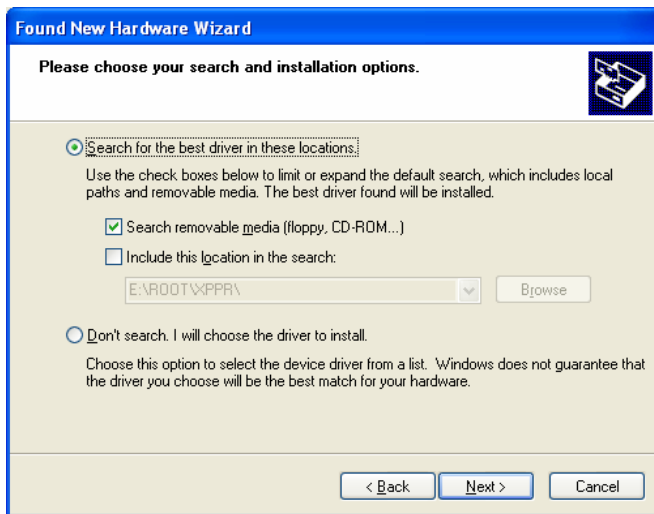 Found New Hardware Wizard
Please choose your search and installation options.
Search for the best driver in these locations.
Use the check boxes below to limit or expand the default search, which includes local
paths and removable media. The best driver found will be installed.
Search removable media (floppy, CD-ROM...)
Include this location in the search:
E:\ROOT\XPPR\
Browse
Don't search. I will choose the driver to install.
Choose this option to select the device driver from a list. Windows does not guarantee that
the driver you choose will be the best match for your hardware.
< Back Next > Cancel